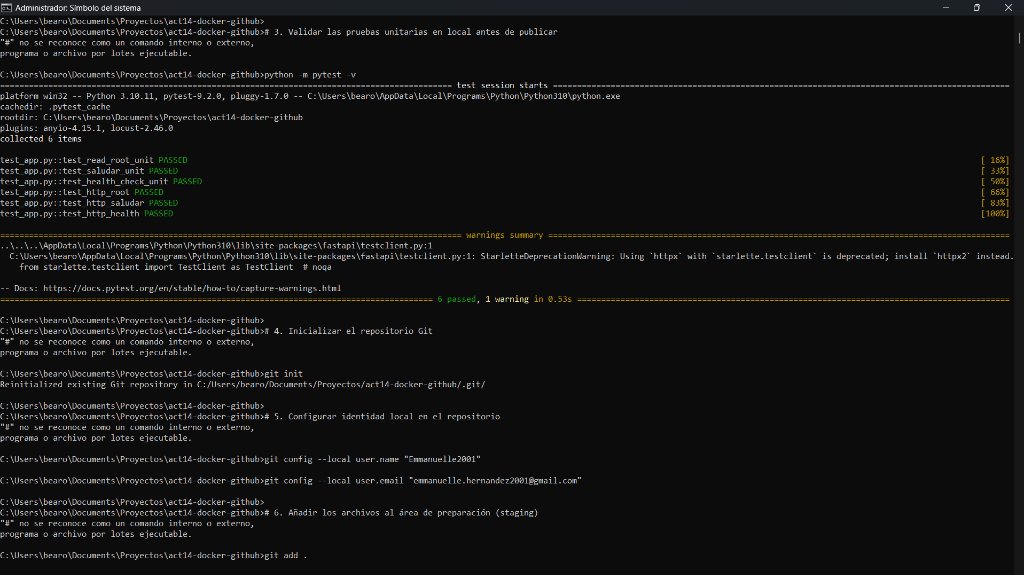 Administrador: Símbolo del sistema
C:\Users\bearo\Documents\Proyectos\act14-docker-github>
C:\Users\bearo\Documents\Proyectos\act14-docker-github># 3. Validar las pruebas unitarias en local antes de publicar
"#" no se reconoce como un comando interno o externo,
programa o archivo por lotes ejecutable.
C:\Users\bearo\Documents\Proyectos\act14-docker-github>python -m pytest -v
================ test session starts ================
platform win32 -- Python 3.10.11, pytest-9.2.0, pluggy-1.7.0 -- C:\Users\bearo\AppData\Local\Programs\Python\Python310\python.exe
cachedir: .pytest_cache
rootdir: C:\Users\bearo\Documents\Proyectos\act14-docker-github
plugins: anyio-4.15.1, locust-2.46.0
collected 6 items
test_app.py::test_read_root_unit PASSED [ 16%]
test_app.py::test_saludar_unit PASSED [ 33%]
test_app.py::test_health_check_unit PASSED [ 50%]
test_app.py::test_http_root PASSED [ 66%]
test_app.py::test_http_saludar PASSED [ 83%]
test_app.py::test_http_health PASSED [100%]
================ warnings summary ================
..\..\..\AppData\Local\Programs\Python\Python310\lib\site-packages\fastapi\testclient.py:1
C:\Users\bearo\AppData\Local\Programs\Python\Python310\lib\site-packages\fastapi\testclient.py:1: StarletteDeprecationWarning: Using `httpx` with `starlette.testclient` is deprecated; install `httpx2` instead.
from starlette.testclient import TestClient as TestClient  # noqa
-- Docs: https://docs.pytest.org/en/stable/how-to/capture-warnings.html
================ 6 passed, 1 warning in 0.53s ================
C:\Users\bearo\Documents\Proyectos\act14-docker-github>
C:\Users\bearo\Documents\Proyectos\act14-docker-github># 4. Inicializar el repositorio Git
"#" no se reconoce como un comando interno o externo,
programa o archivo por lotes ejecutable.
C:\Users\bearo\Documents\Proyectos\act14-docker-github>git init
Reinitialized existing Git repository in C:/Users/bearo/Documents/Proyectos/act14-docker-github/.git/
C:\Users\bearo\Documents\Proyectos\act14-docker-github>
C:\Users\bearo\Documents\Proyectos\act14-docker-github># 5. Configurar identidad local en el repositorio
"#" no se reconoce como un comando interno o externo,
programa o archivo por lotes ejecutable.
C:\Users\bearo\Documents\Proyectos\act14-docker-github>git config --local user.name "Emmanuelle2001"
C:\Users\bearo\Documents\Proyectos\act14-docker-github>git config --local user.email "emmanuelle.hernandez2001@gmail.com"
C:\Users\bearo\Documents\Proyectos\act14-docker-github>
C:\Users\bearo\Documents\Proyectos\act14-docker-github># 6. Añadir los archivos al área de preparación (staging)
"#" no se reconoce como un comando interno o externo,
programa o archivo por lotes ejecutable.
C:\Users\bearo\Documents\Proyectos\act14-docker-github>git add .